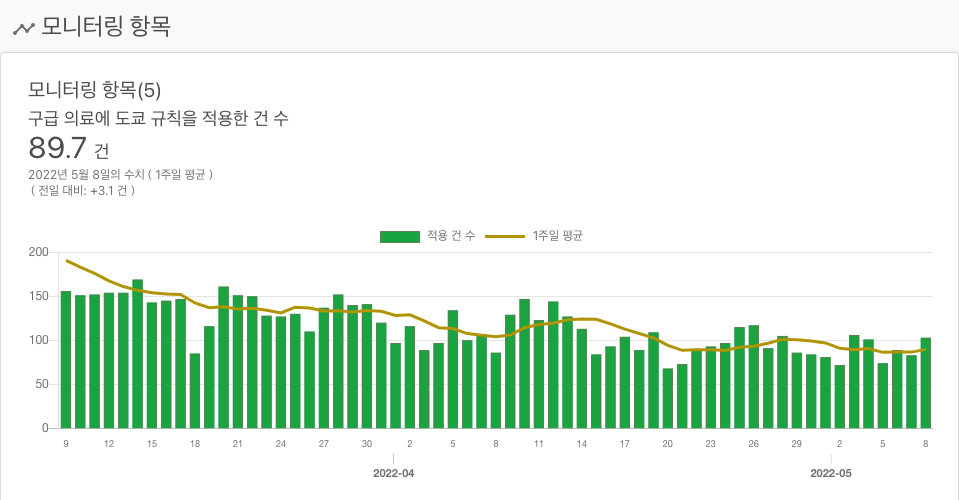 모니터링 항목
모니터링 항목(5)
구급 의료에 도쿄 규칙을 적용한 건 수
89.7 건
2022년 5월 8일의 수치 ( 1주일 평균 )
( 전일 대비: +3.1 건 )
적용 건 수 1주일 평균
200
150
100
50
0
9 12 15 18 21 24 27 30 2 5 8 11 14 17 20 23 26 29 2 5 8
2022-04 2022-05